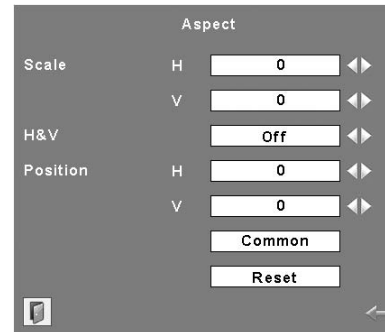 Aspect
Scale H 0
V 0
H&V Off
Position H 0
V 0
Common
Reset